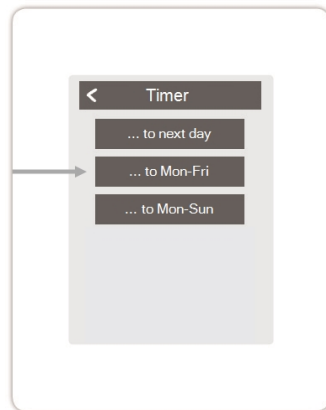 Timer
... to next day
... to Mon-Fri
... to Mon-Sun